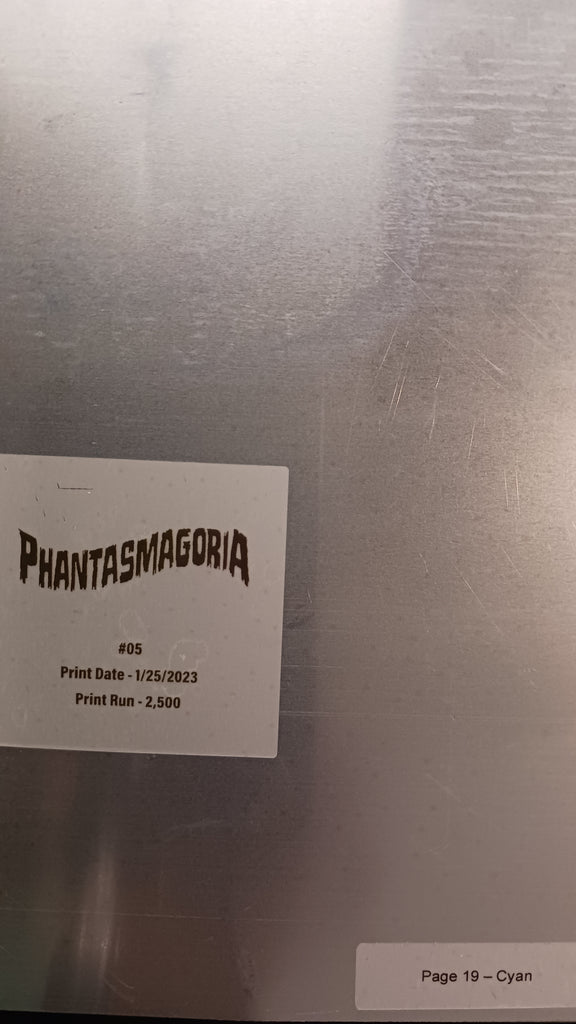 PHANTASMAGORIA
#05
Print Date - 1/25/2023
Print Run - 2,500
Page 19 – Cyan